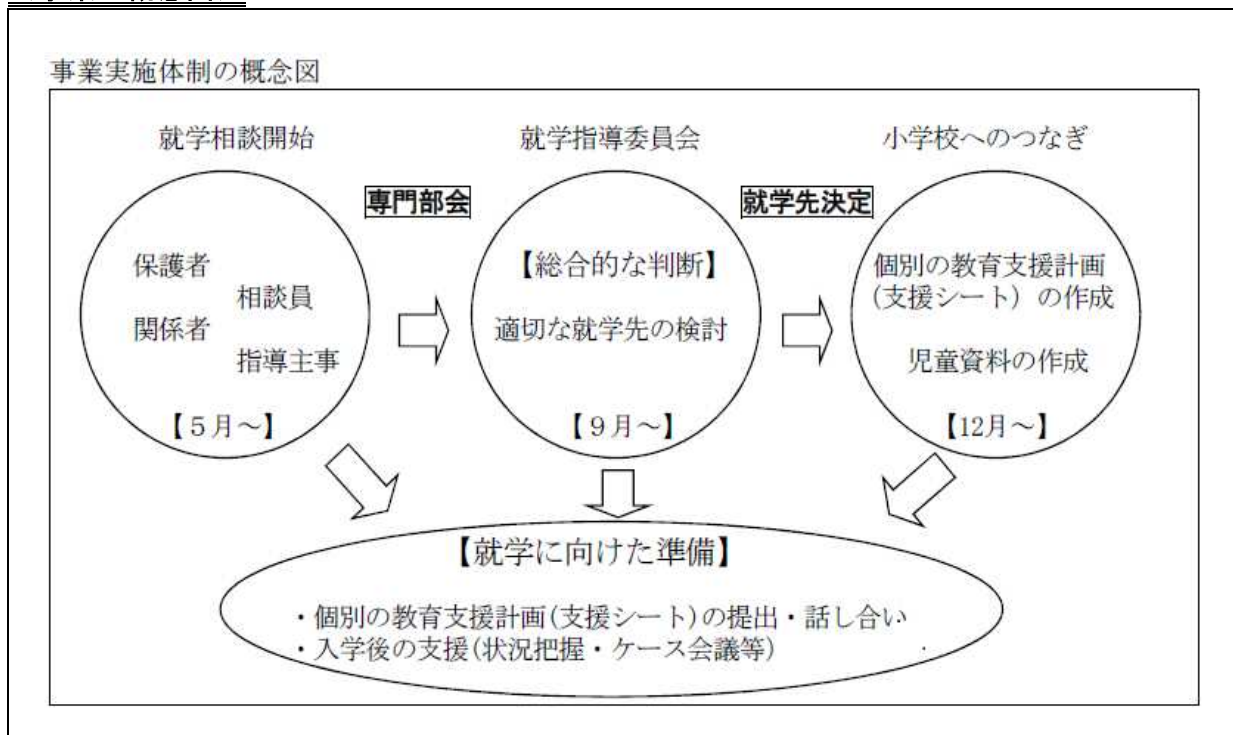 事業実施体制の概念図
就学相談開始
就学指導委員会
小学校へのつなぎ
専門部会
就学先決定
保護者
相談員
関係者
指導主事
【５月～】
【総合的な判断】
適切な就学先の検討
【９月～】
個別の教育支援計画
(支援シート）の作成
児童資料の作成
【12月～】
【就学に向けた準備】
・個別の教育支援計画(支援シート)の提出・話し合い
・入学後の支援(状況把握・ケース会議等)